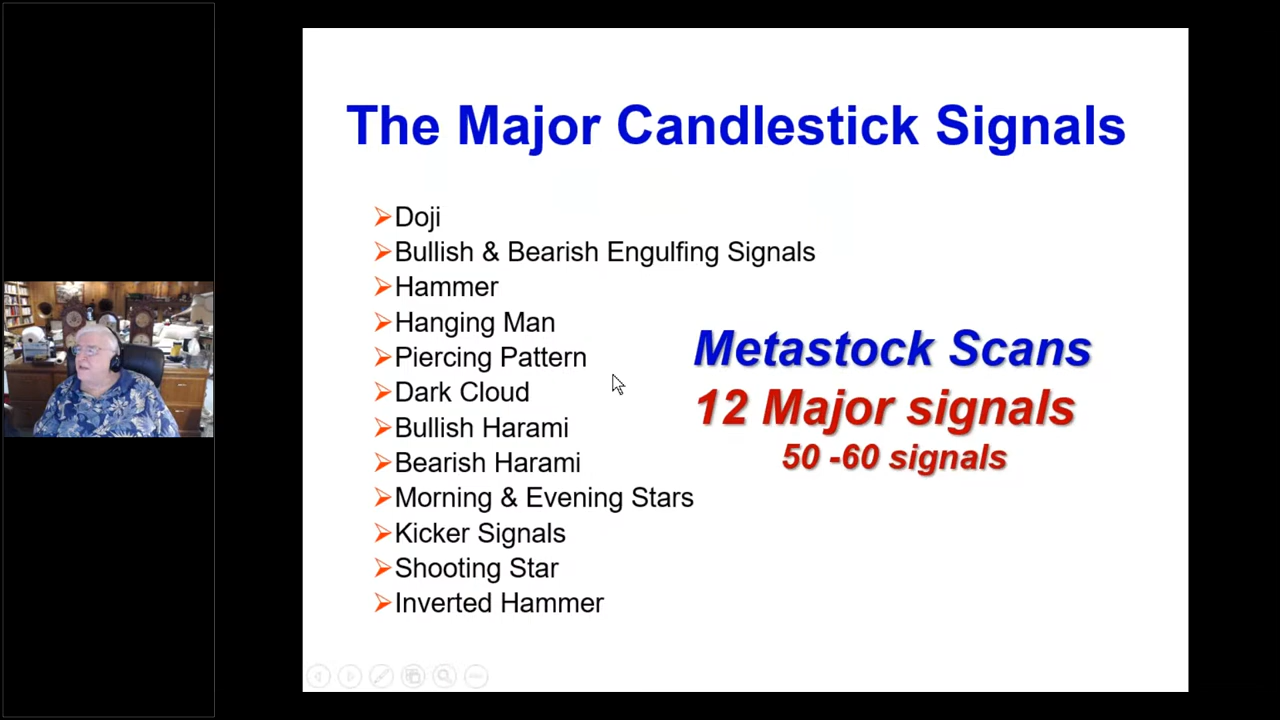 The Major Candlestick Signals
Doji
Bullish & Bearish Engulfing Signals
Hammer
Hanging Man
Piercing Pattern
Dark Cloud
Bullish Harami
Bearish Harami
Morning & Evening Stars
Kicker Signals
Shooting Star
Inverted Hammer
Metastock Scans
12 Major signals
50 -60 signals